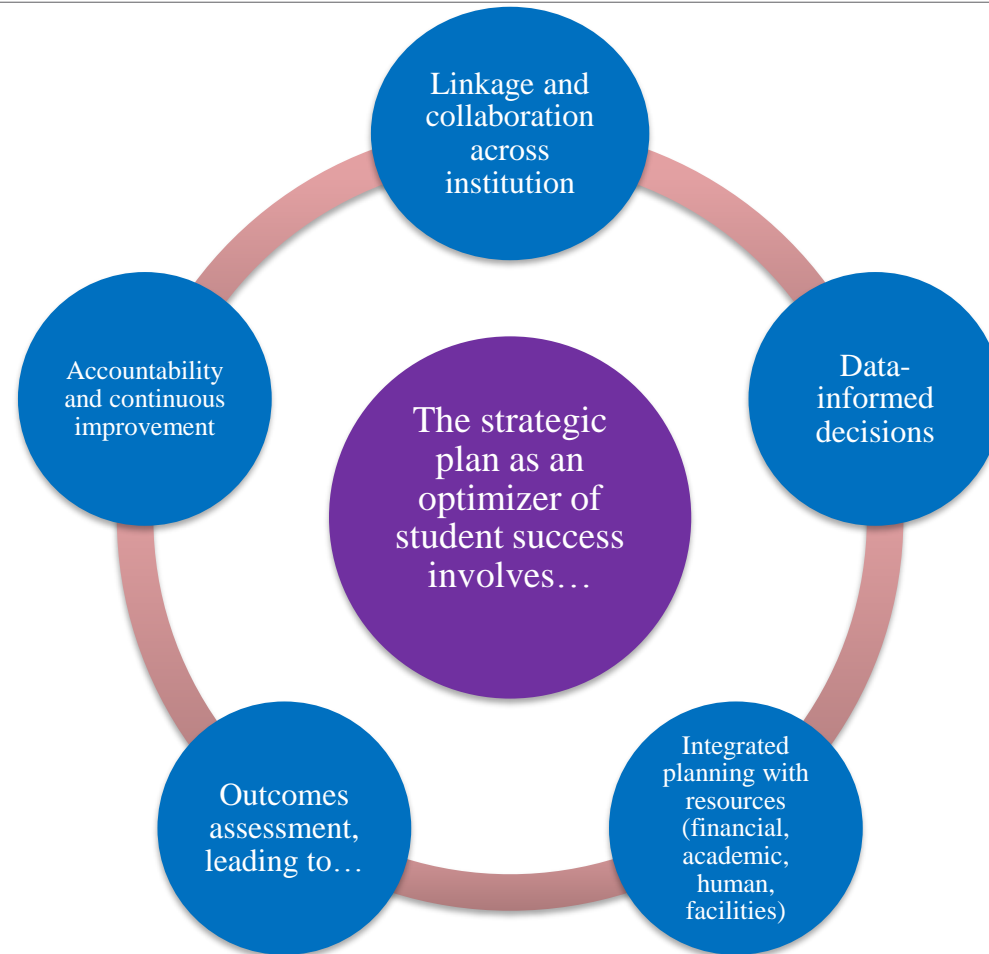 Linkage and
collaboration
across
institution
Data-
informed
decisions
Integrated
planning with
resources
(financial,
academic,
human,
facilities)
Outcomes
assessment,
leading to…
Accountability
and continuous
improvement
The strategic
plan as an
optimizer of
student success
involves…